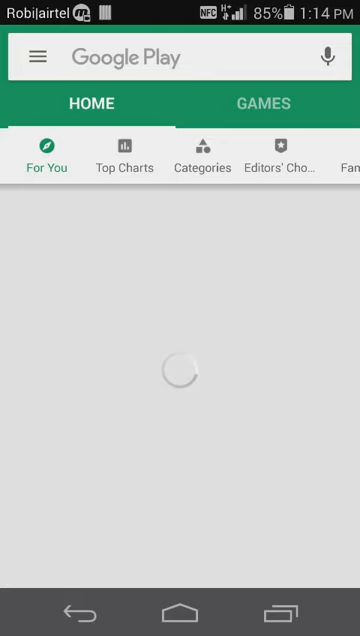 Robi|airtel NFC H+ 85% 1:14 PM
Google Play
HOME GAMES
For You Top Charts Categories Editors' Cho... Fan